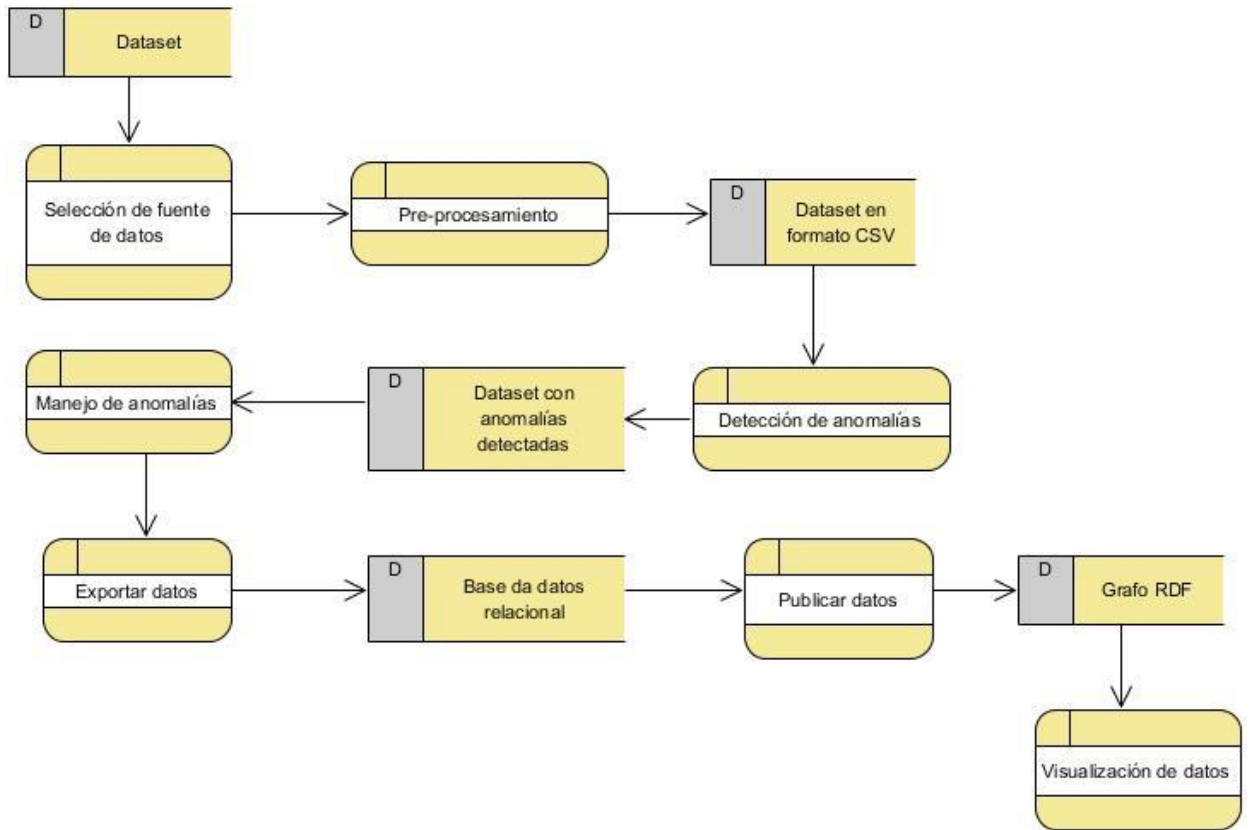 D
Dataset
Selección de fuente
de datos
Pre-procesamiento
D
Dataset en
formato CSV
Manejo de anomalías
D
Dataset con
anomalías
detectadas
Detección de anomalías
Exportar datos
D
Base da datos
relacional
Publicar datos
D
Grafo RDF
Visualización de datos